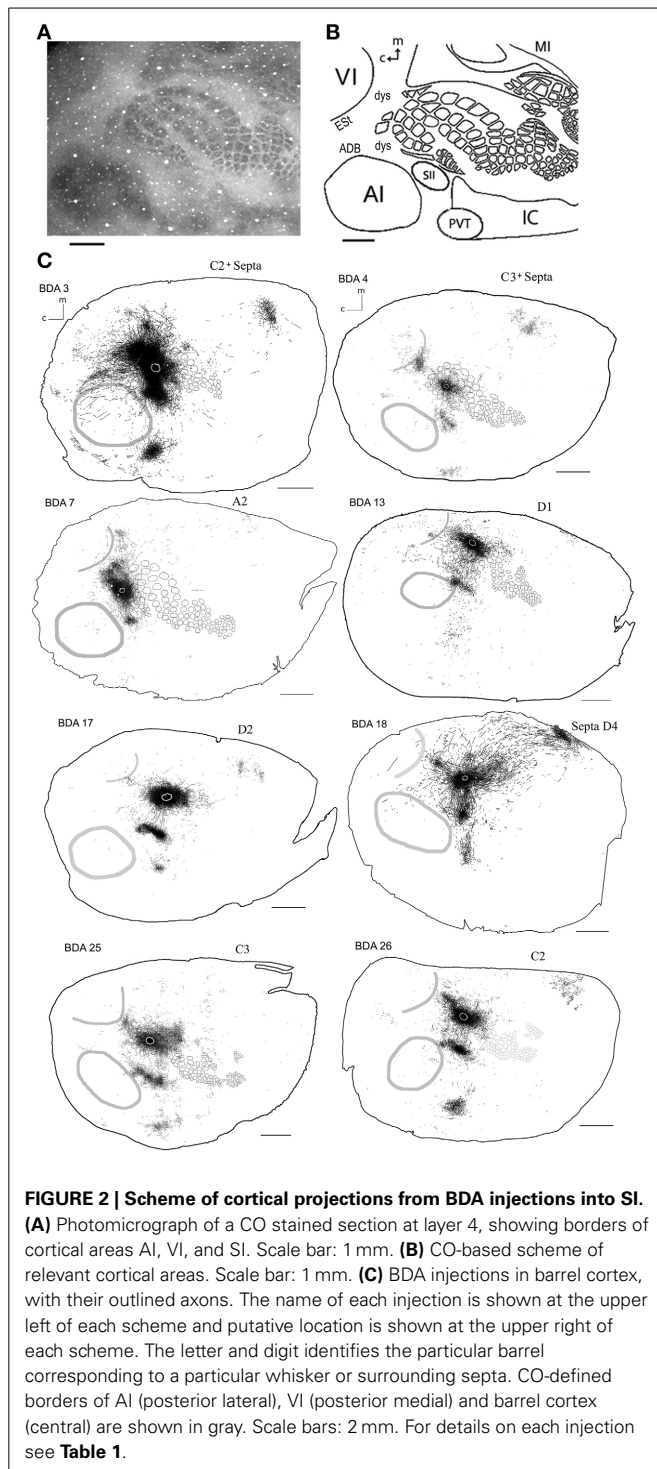 A
B
m
c
MI
VI
dys
ESt
ADB
dys
SII
AI
PVT
IC
C
C2 + Septa
BDA 3
m
c
C3 + Septa
BDA 4
m
c
BDA 7
A2
BDA 13
D1
BDA 17
D2
BDA 18
Septa D4
BDA 25
C3
BDA 26
C2
FIGURE 2 | Scheme of cortical projections from BDA injections into SI.
(A) Photomicrograph of a CO stained section at layer 4, showing borders of
cortical areas AI, VI, and SI. Scale bar: 1 mm. (B) CO-based scheme of
relevant cortical areas. Scale bar: 1 mm. (C) BDA injections in barrel cortex,
with their outlined axons. The name of each injection is shown at the upper
left of each scheme and putative location is shown at the upper right of
each scheme. The letter and digit identifies the particular barrel
corresponding to a particular whisker or surrounding septa. CO-defined
borders of AI (posterior lateral), VI (posterior medial) and barrel cortex
(central) are shown in gray. Scale bars: 2 mm. For details on each injection
see Table 1.